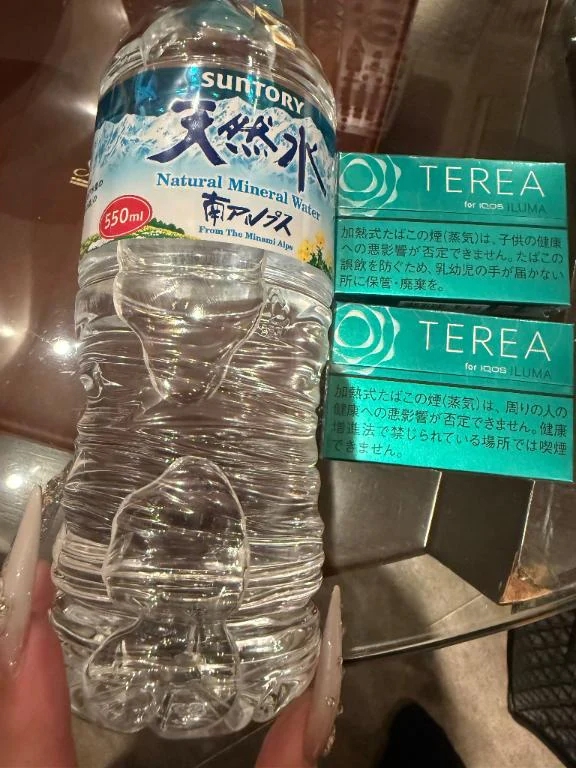 SUNTORY
天然水
Natural Mineral Water
南アルプス
From The Minami Alps
550ml
TEREA
for IQOS ILUMA
加熱式たばこの煙(蒸気)は、子供の健康
への悪影響が否定できません。たばこの
誤飲を防ぐため、乳幼児の手が届かない
所に保管・廃棄を。
TEREA
for IQOS ILUMA
加熱式たばこの煙(蒸気)は、周りの人の
健康への悪影響が否定できません。健康
増進法で禁じられている場所では喫煙
できません。